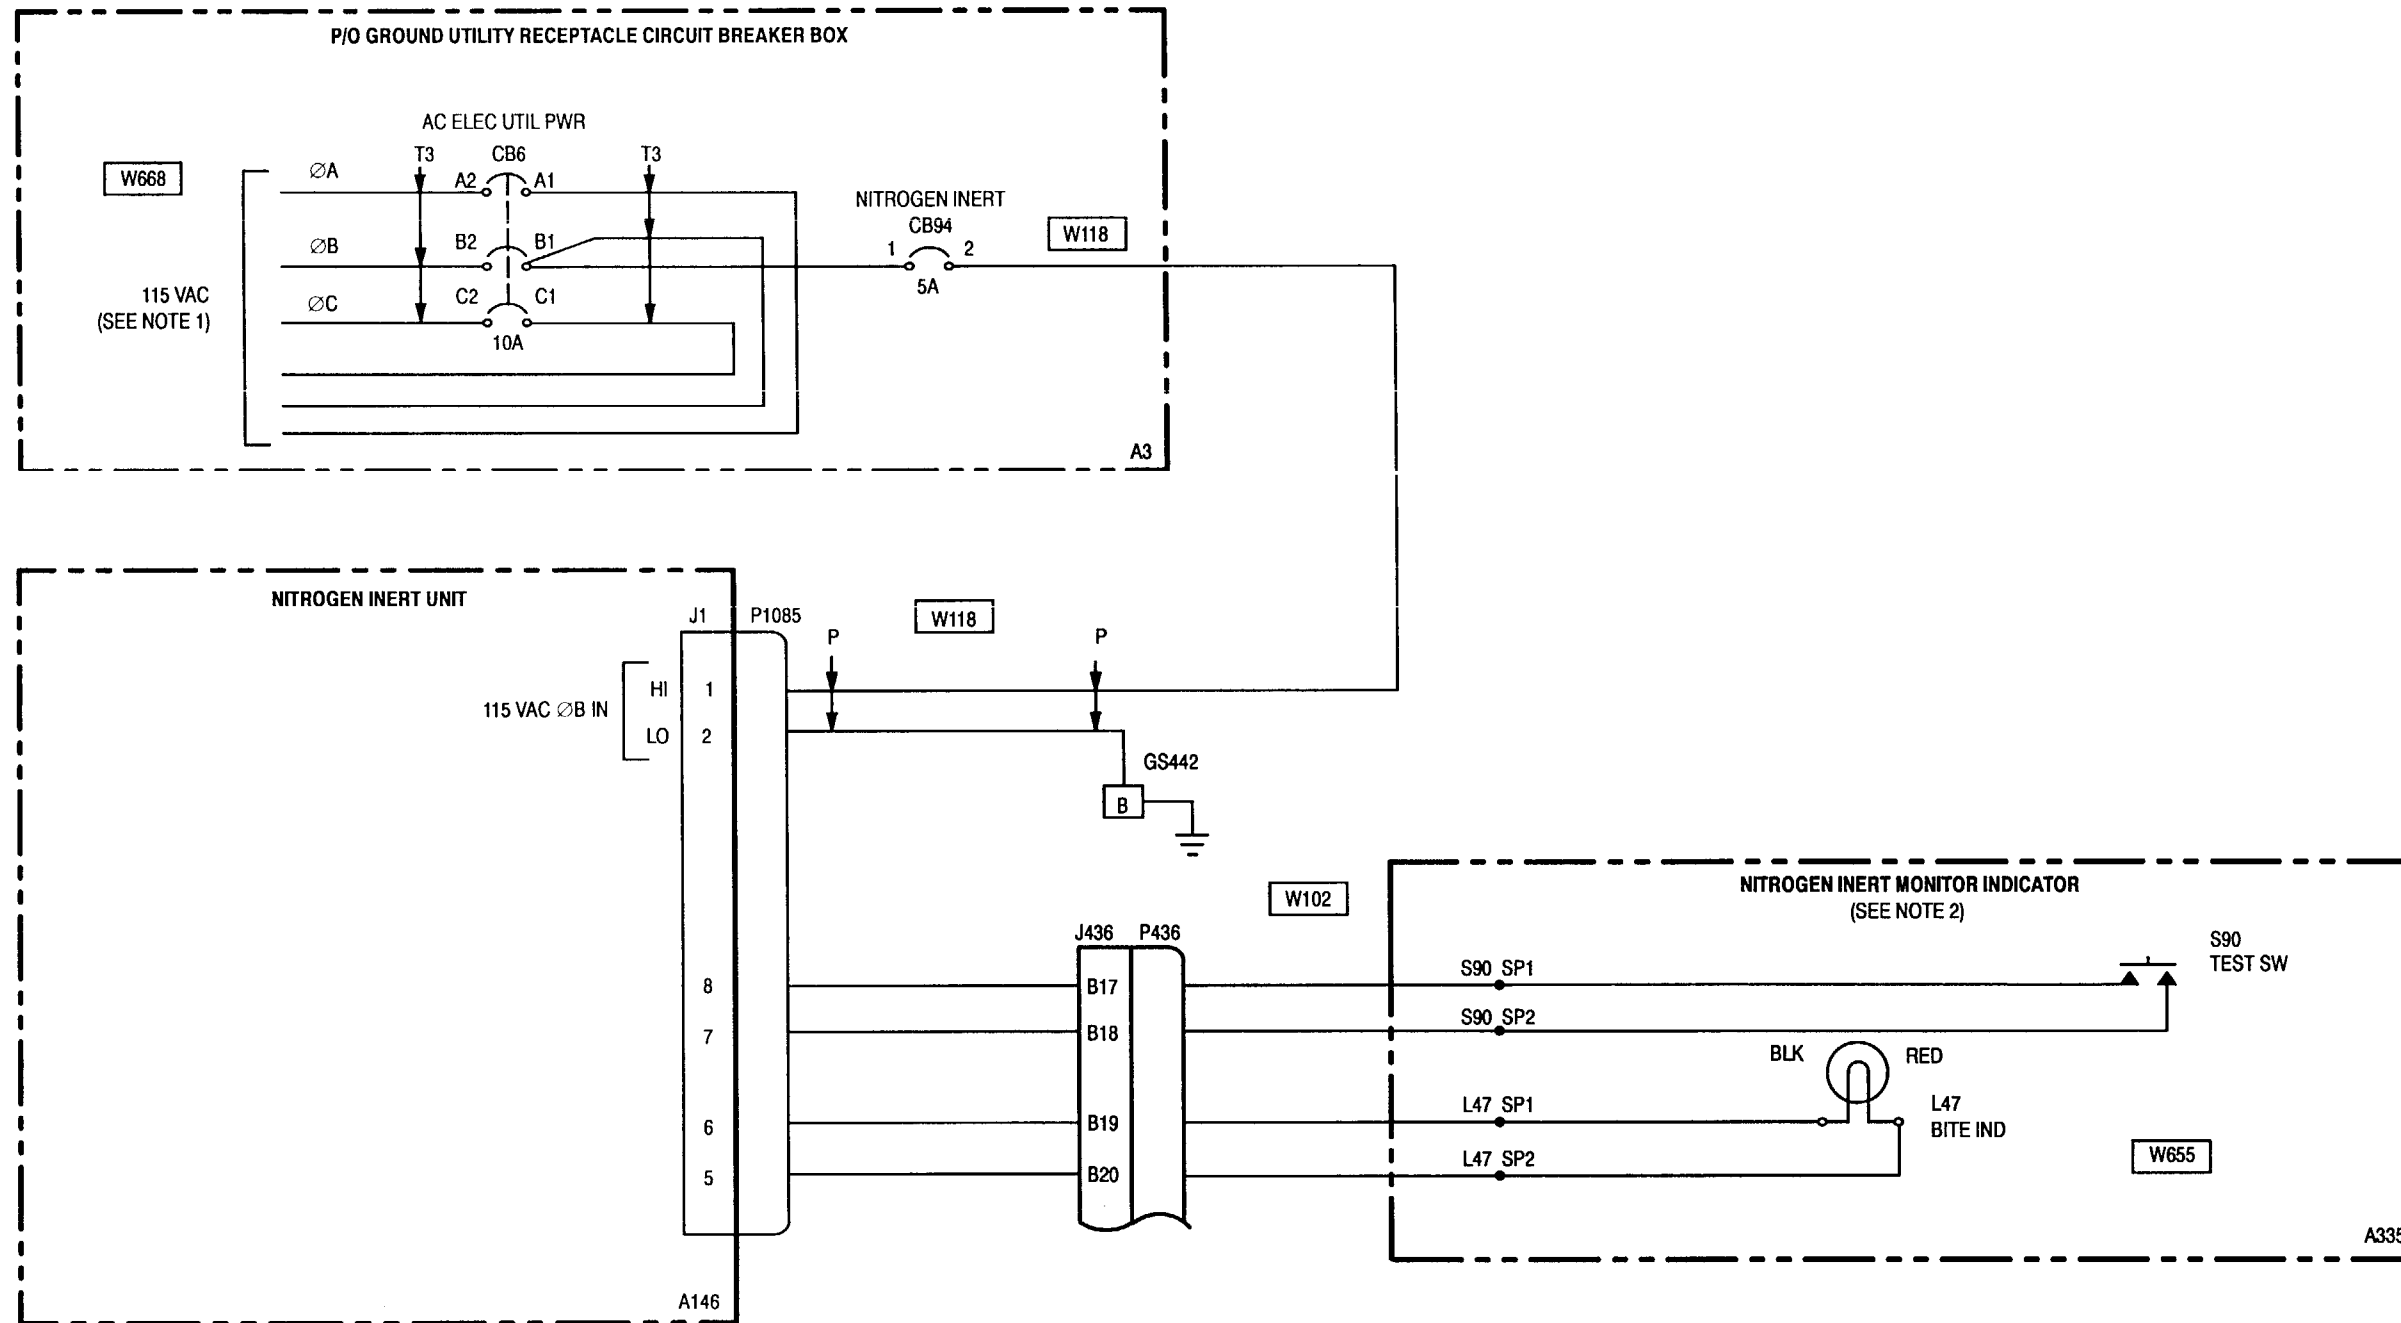 P/O GROUND UTILITY RECEPTACLE CIRCUIT BREAKER BOX
AC ELEC UTIL PWR
T3
CB6
T3
W668
∅A
A2
A1
NITROGEN INERT
CB94
W118
∅B
B2
B1
1
2
5A
115 VAC
(SEE NOTE 1)
∅C
C2
C1
10A
A3
NITROGEN INERT UNIT
J1
P1085
W118
P
P
115 VAC ∅B IN
HI
1
LO
2
GS442
B
W102
NITROGEN INERT MONITOR INDICATOR
(SEE NOTE 2)
J436
P436
S90
TEST SW
8
B17
S90 SP1
7
B18
S90 SP2
BLK
RED
6
B19
L47 SP1
L47
BITE IND
5
B20
L47 SP2
W655
A335
A146